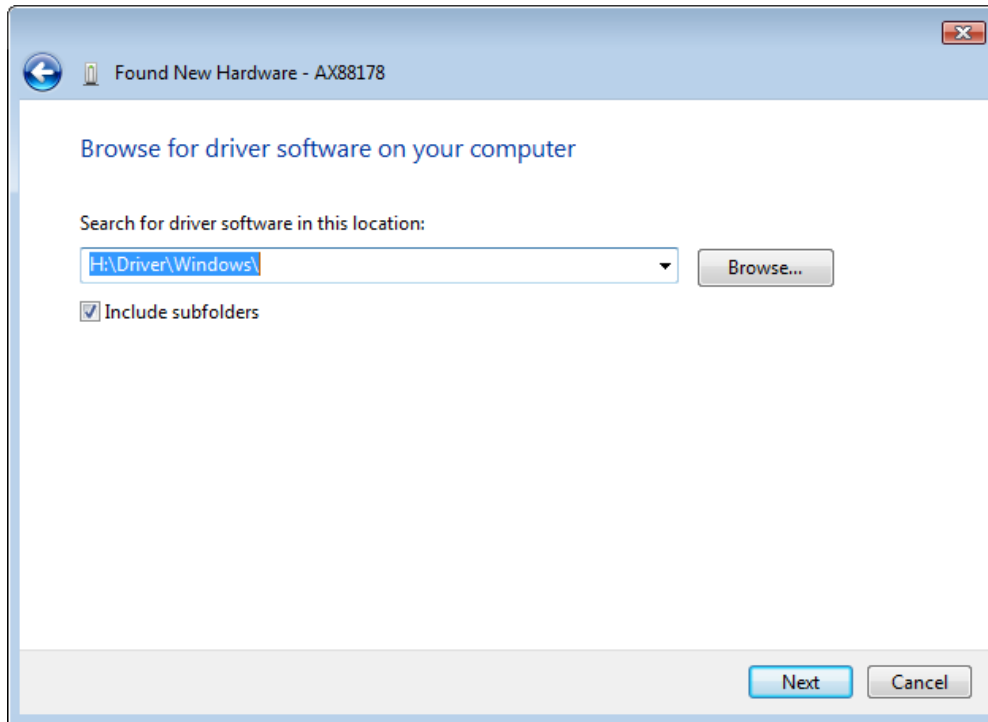 Found New Hardware - AX88178
Browse for driver software on your computer
Search for driver software in this location:
H:\Driver\Windows\
Browse...
Include subfolders
Next
Cancel